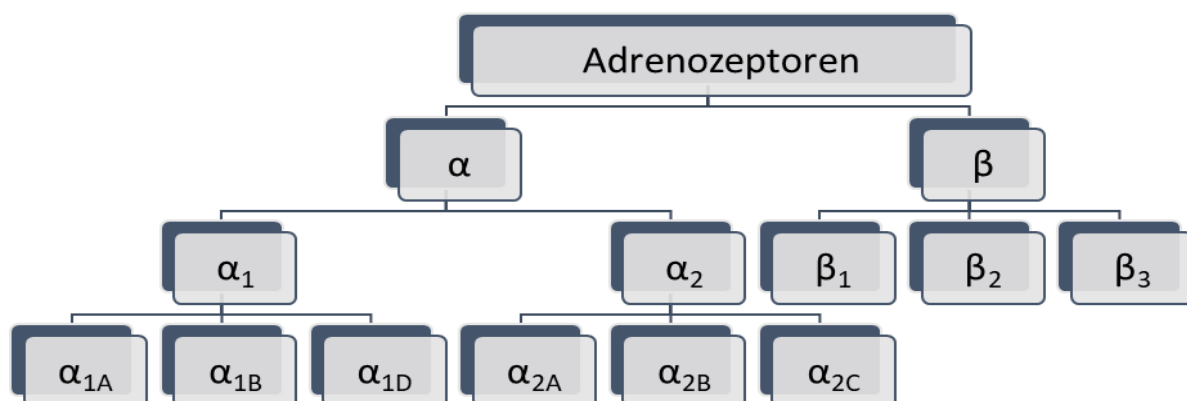 Adrenozeptoren
α β
α₁ α₂ β₁ β₂ β₃
α₁A α₁B α₁D α₂A α₂B α₂C